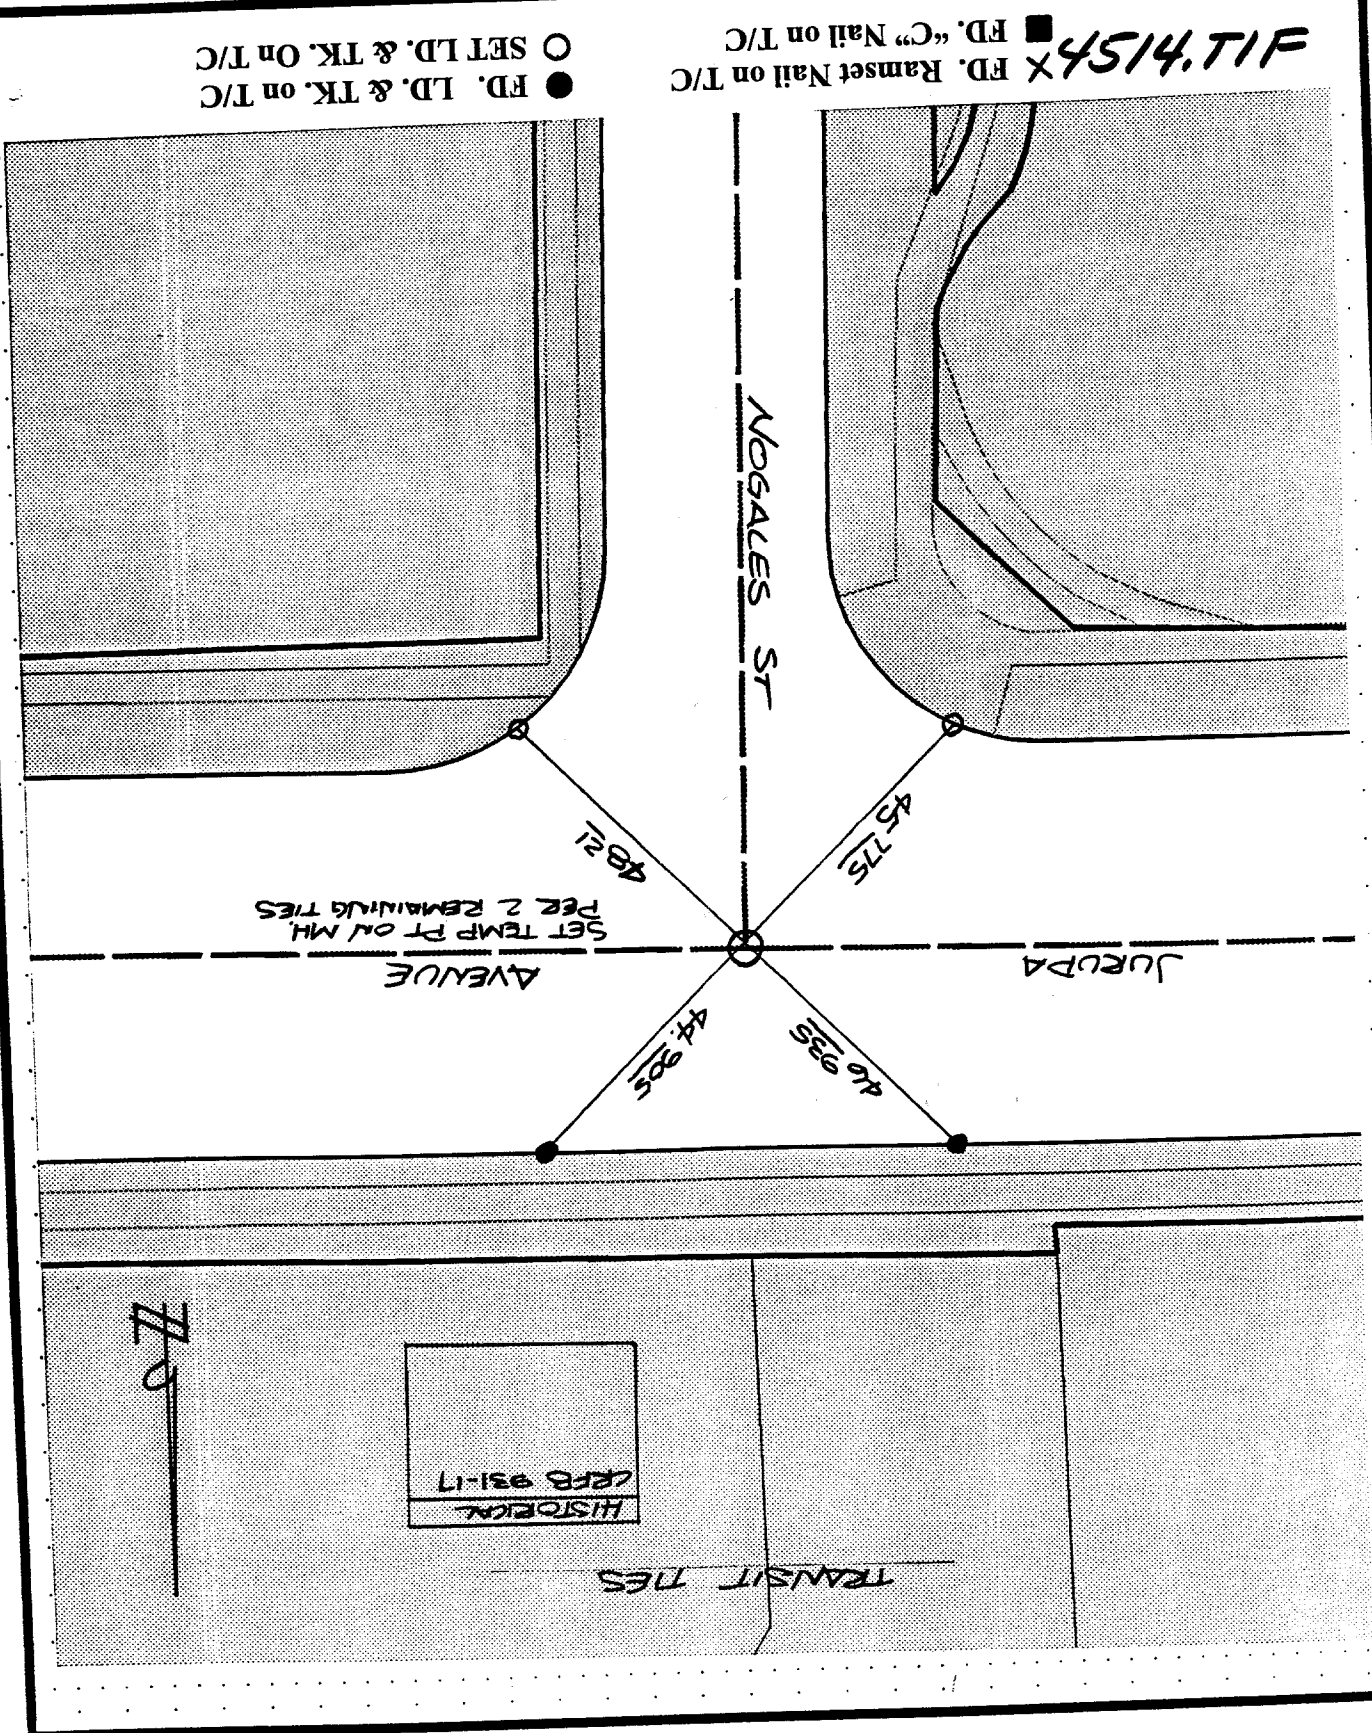 TRANSIT TIES
HISTORICAL
CRFB 931-17
46 935
44.905
JURUPA
AVENUE
SET TEMP PT ON MH.
PER 2 REMAINING TIES
45 775
48 21
NOGALES ST
X FD. Ramset Nail on T/C
■ FD. “C” Nail on T/C
● FD. LD. & TK. on T/C
○ SET LD. & TK. On T/C
4514.TIF